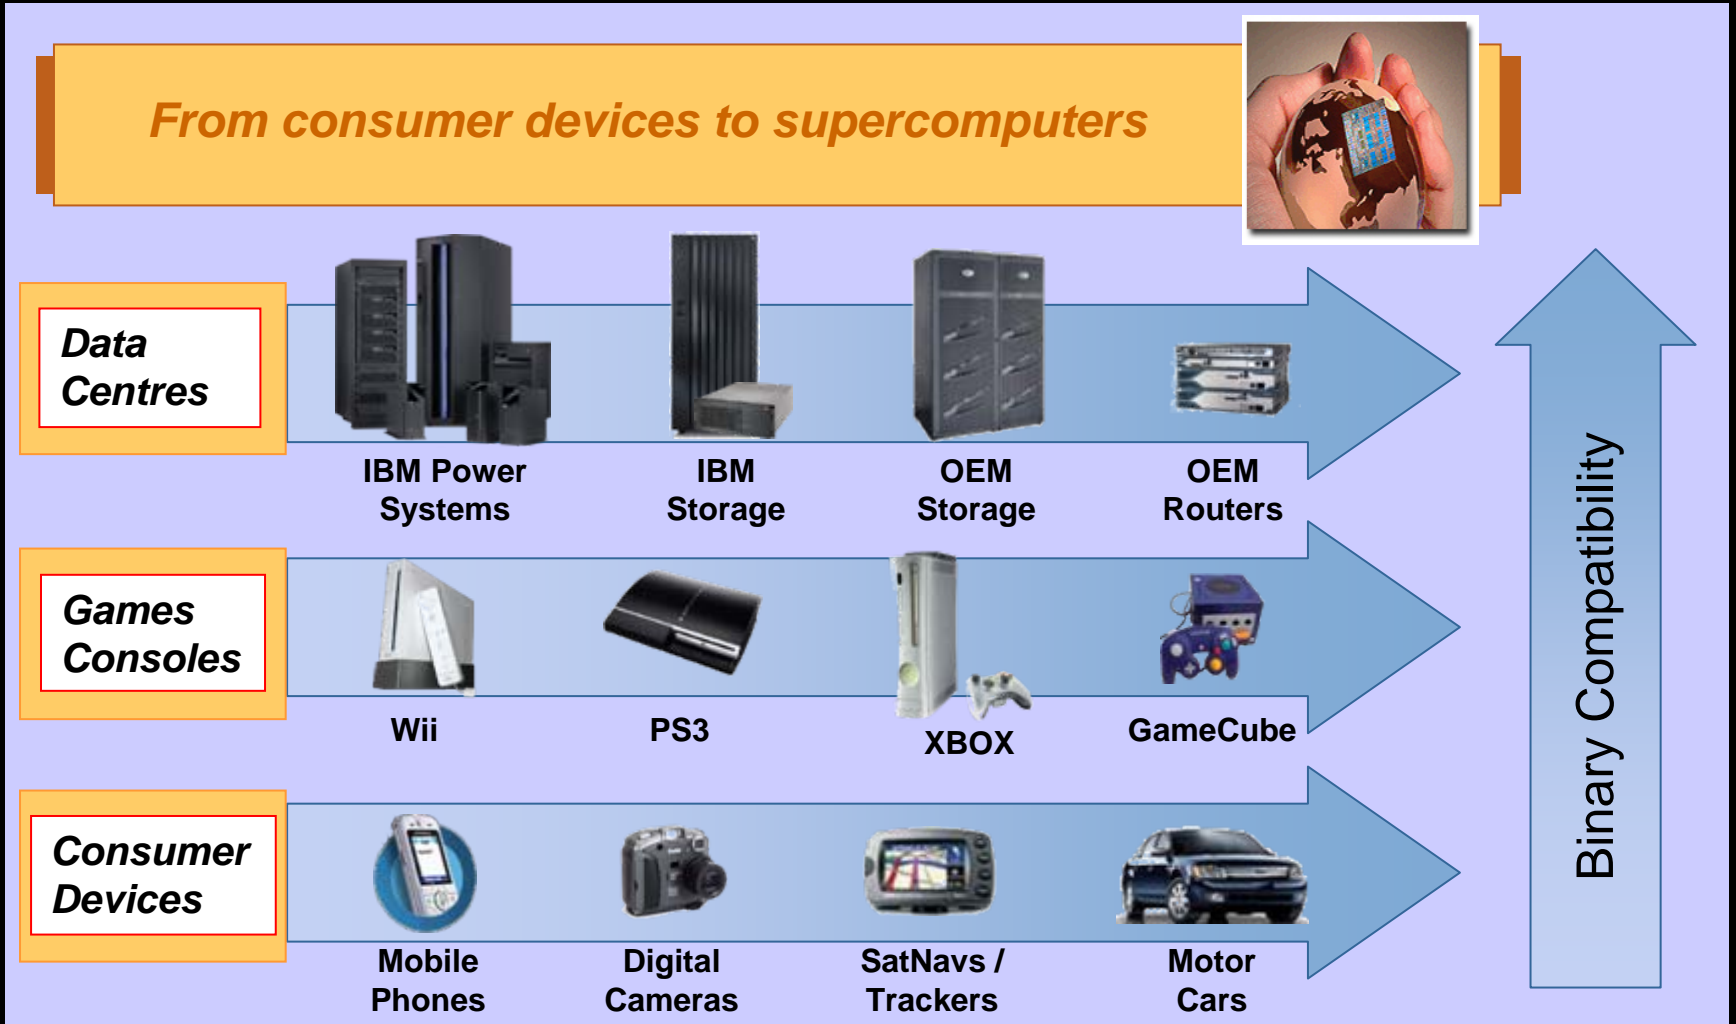 From consumer devices to supercomputers
Data
Centres
IBM Power
Systems
IBM
Storage
OEM
Storage
OEM
Routers
Games
Consoles
Wii
PS3
XBOX
GameCube
Consumer
Devices
Mobile
Phones
Digital
Cameras
SatNavs /
Trackers
Motor
Cars
Binary Compatibility